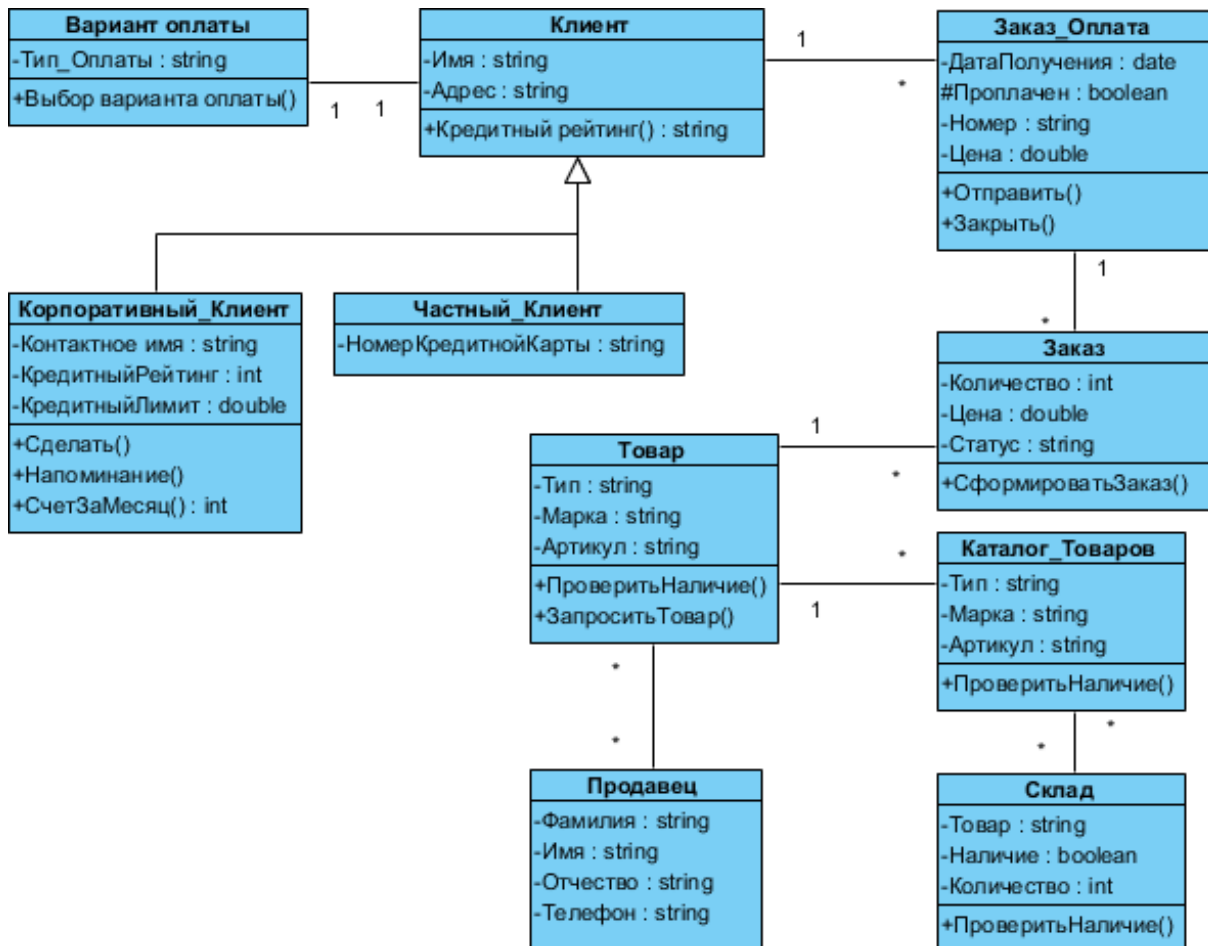 Вариант оплаты
-Тип_Оплаты : string
+Выбор варианта оплаты()
1
1
Клиент
-Имя : string
-Адрес : string
+Кредитный рейтинг() : string
1
*
Заказ_Оплата
-ДатаПолучения : date
#Проплачен : boolean
-Номер : string
-Цена : double
+Отправить()
+Закрыть()
1
*
Корпоративный_Клиент
-Контактное имя : string
-КредитныйРейтинг : int
-КредитныйЛимит : double
+Сделать()
+Напоминание()
+СчетЗаМесяц() : int
Частный_Клиент
-НомерКредитнойКарты : string
Заказ
-Количество : int
-Цена : double
-Статус : string
+СформироватьЗаказ()
1
*
Товар
-Тип : string
-Марка : string
-Артикул : string
+ПроверитьНаличие()
+ЗапроситьТовар()
*
1
Каталог_Товаров
-Тип : string
-Марка : string
-Артикул : string
+ПроверитьНаличие()
*
*
*
*
Продавец
-Фамилия : string
-Имя : string
-Отчество : string
-Телефон : string
Склад
-Товар : string
-Наличие : boolean
-Количество : int
+ПроверитьНаличие()